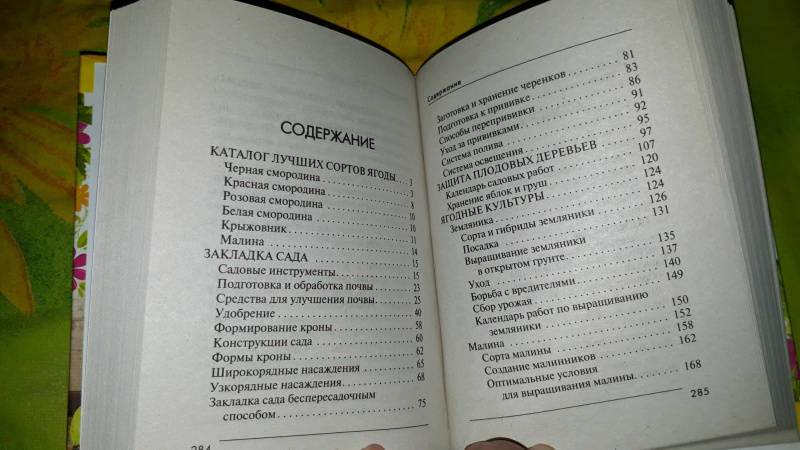 СОДЕРЖАНИЕ
КАТАЛОГ ЛУЧШИХ СОРТОВ ЯГОДЫ .. 3
Черная смородина .......... 3
Красная смородина .......... 8
Розовая смородина .......... 10
Белая смородина .......... 10
Крыжовник .......... 11
Малина .......... 14
ЗАКЛАДКА САДА .......... 15
Садовые инструменты .......... 15
Подготовка и обработка почвы .... 23
Средства для улучшения почвы .... 25
Удобрение .......... 40
Формирование кроны .......... 58
Конструкции сада .......... 60
Формы кроны .......... 62
Широкорядные насаждения .......... 65
Узкорядные насаждения .......... 68
Закладка сада беспересадочным
способом .......... 75
284
Содержание
Заготовка и хранение черенков .... 81
Подготовка к прививке .......... 83
Способы перепрививки .......... 86
Уход за прививками .......... 91
Система полива .......... 92
Система освещения .......... 95
ЗАЩИТА ПЛОДОВЫХ ДЕРЕВЬЕВ .... 97
Календарь садовых работ .......... 107
Хранение яблок и груш .......... 120
ЯГОДНЫЕ КУЛЬТУРЫ .......... 124
Земляника .......... 124
Сорта и гибриды земляники .... 126
Посадка .......... 131
Выращивание земляники
в открытом грунте .......... 135
Уход .......... 137
Борьба с вредителями .......... 140
Сбор урожая .......... 149
Календарь работ по выращиванию
земляники .......... 150
Малина .......... 152
Сорта малины .......... 158
Создание малинников .......... 162
Оптимальные условия
для выращивания малины .......... 168
285